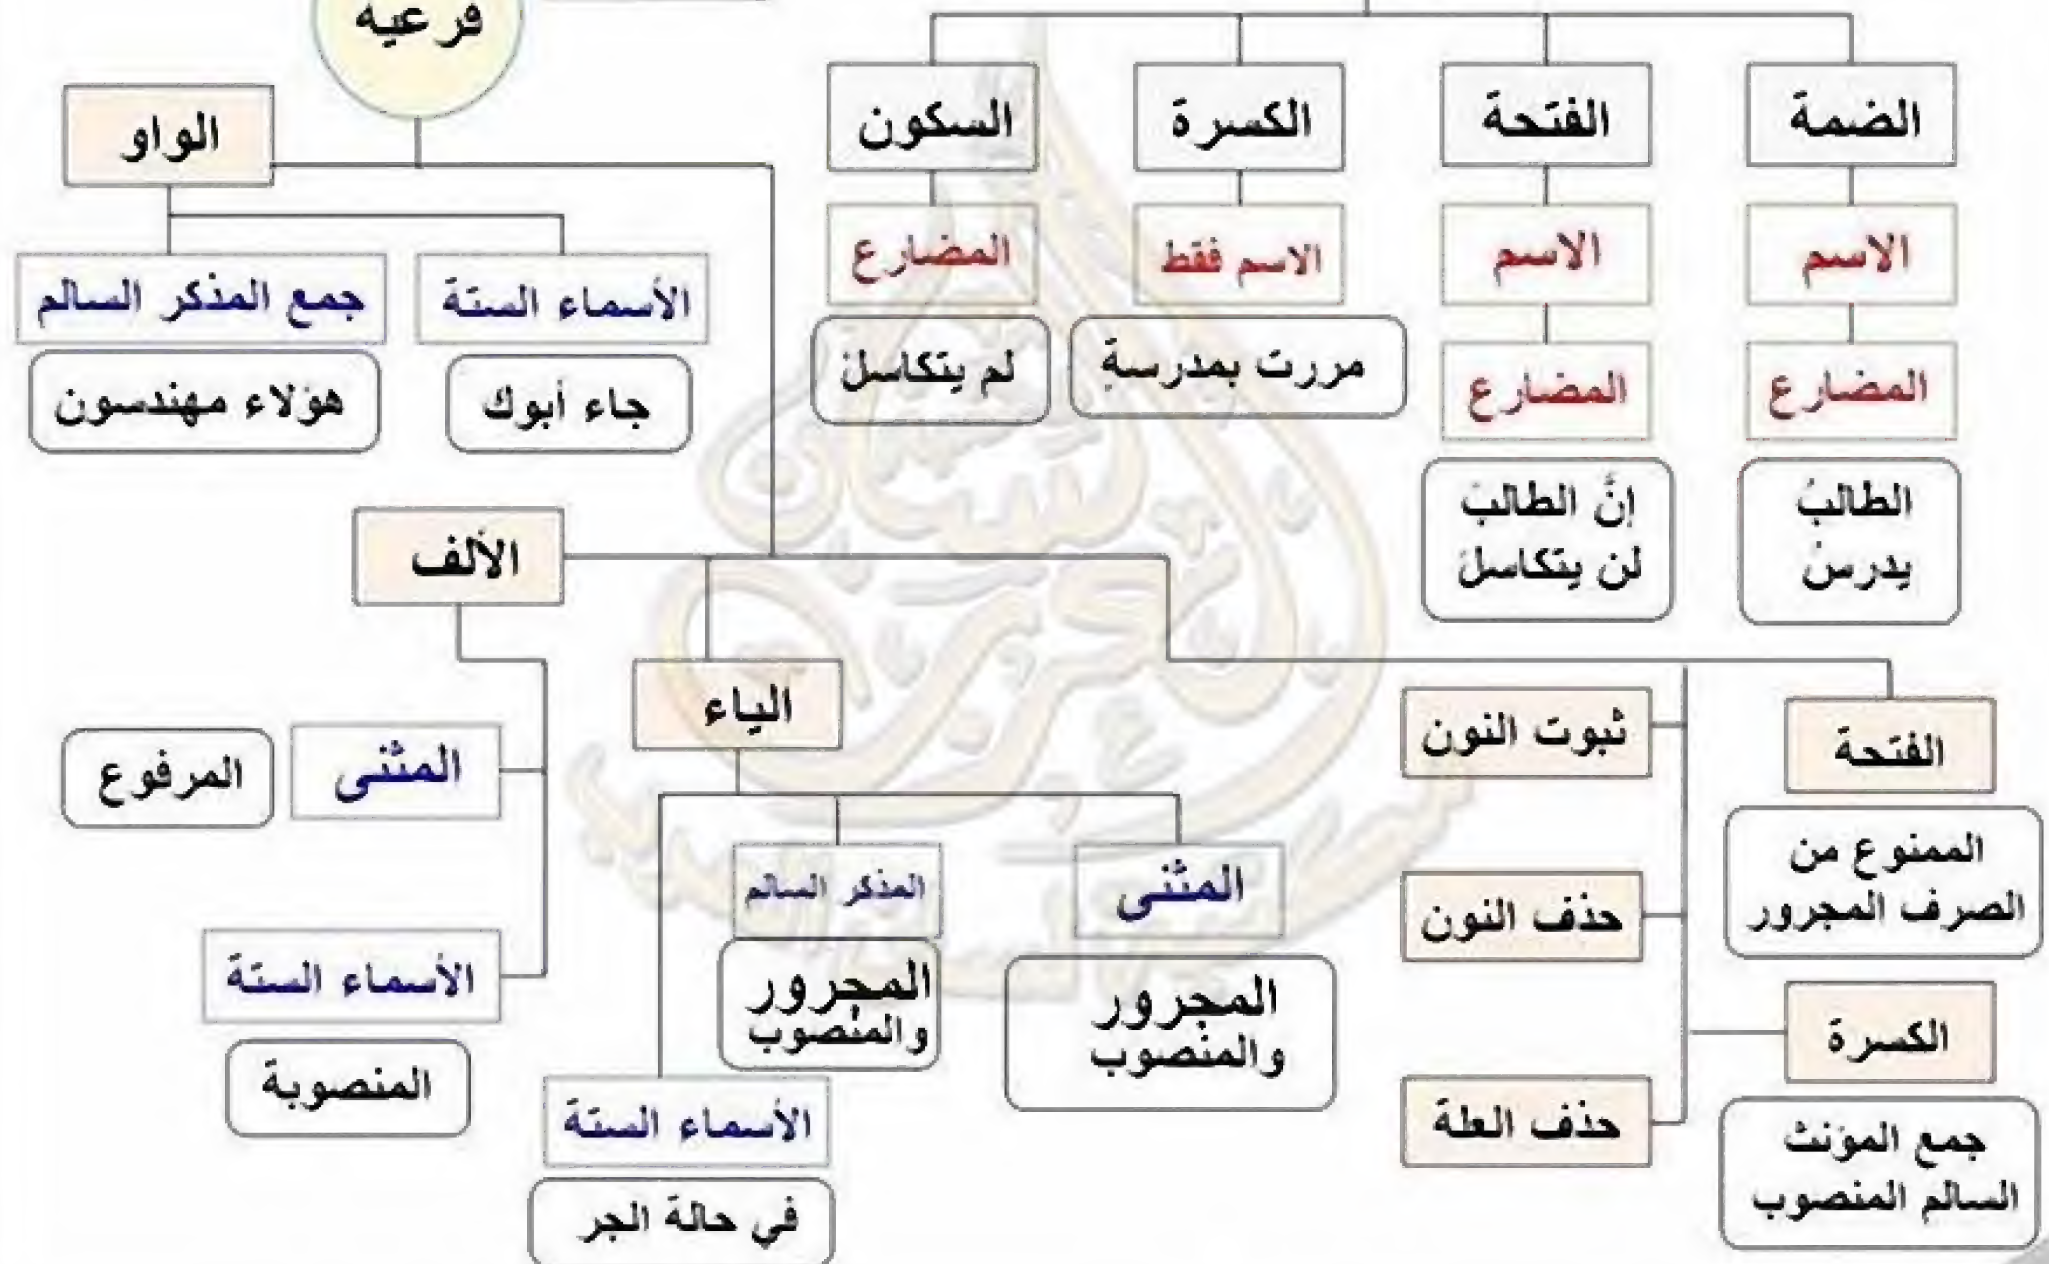 فرعيه
الضمة
الفتحة
الكسرة
السكون
الاسم
الاسم
الاسم فقط
المضارع
المضارع
المضارع
مررت بمدرسةٍ
لم يتكاسلْ
الطالبُ
يدرسُ
إنَّ الطالبَ
لن يتكاسلَ
الواو
الأسماء الستة
جمع المذكر السالم
جاء أبوك
هؤلاء مهندسون
الألف
المثنى
المرفوع
الأسماء الستة
المنصوبة
الياء
المثنى
المجرور
والمنصوب
المذكر السالم
المجرور
والمنصوب
الأسماء الستة
في حالة الجر
الفتحة
الممنوع من
الصرف المجرور
الكسرة
جمع المؤنث
السالم المنصوب
ثبوت النون
حذف النون
حذف العلة